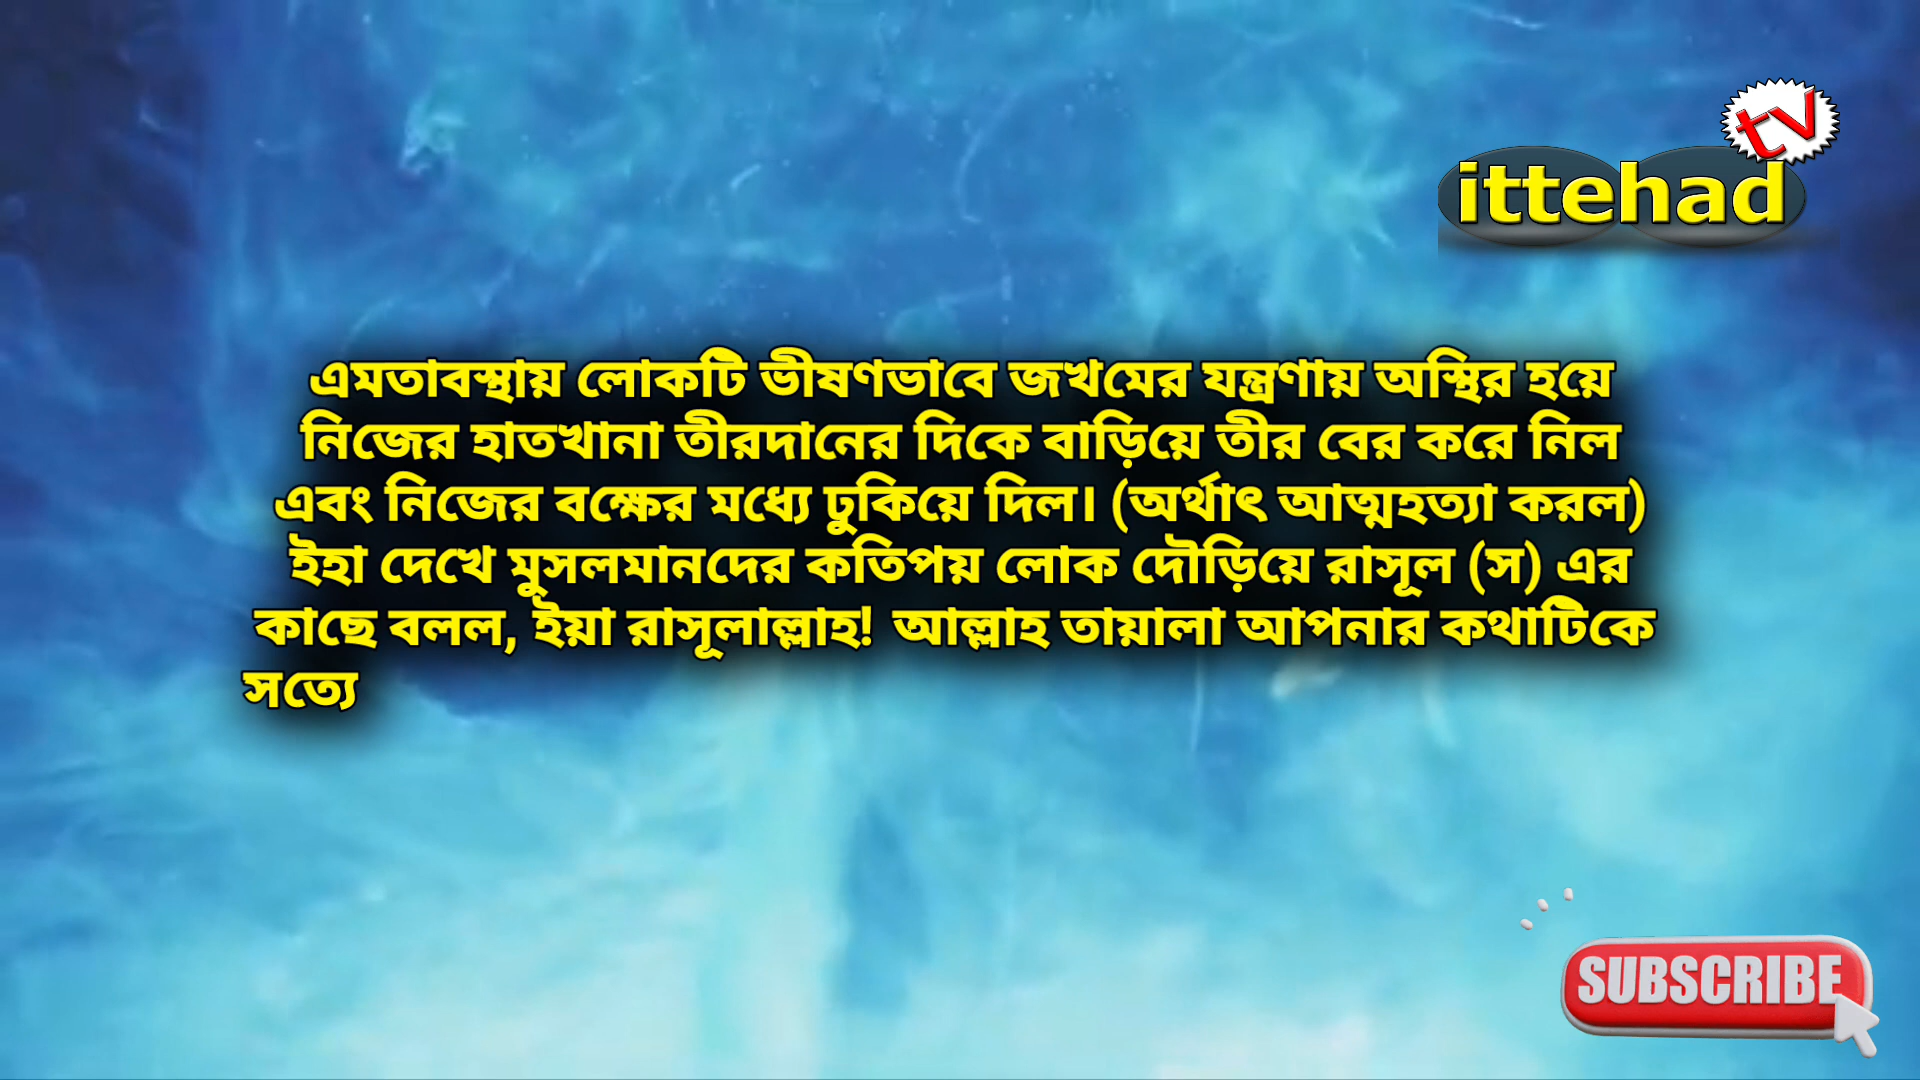 tv
ittehad
এমতাবস্থায় লোকটি ভীষণভাবে জখমের যন্ত্রণায় অস্থির হয়ে
নিজের হাতখানা তীরদানের দিকে বাড়িয়ে তীর বের করে নিল
এবং নিজের বক্ষের মধ্যে ঢুকিয়ে দিল। (অর্থাৎ আত্মহত্যা করল)
ইহা দেখে মুসলমানদের কতিপয় লোক দৌড়িয়ে রাসূল (স) এর
কাছে বলল, ইয়া রাসূলাল্লাহ! আল্লাহ তায়ালা আপনার কথাটিকে
সত্যে
SUBSCRIBE